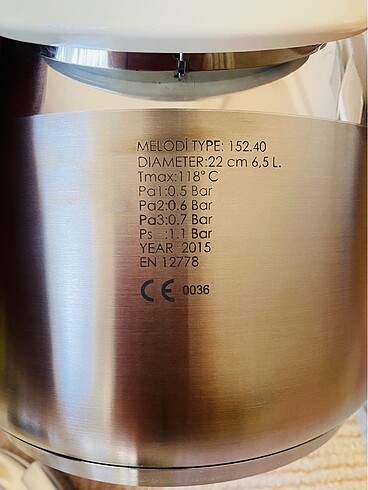 MELODİ TYPE: 152.40
DIAMETER:22 cm 6,5 L.
Tmax:118° C
Pa1:0.5 Bar
Pa2:0.6 Bar
Pa3:0.7 Bar
Ps :1.1 Bar
YEAR 2015
EN 12778
CE 0036